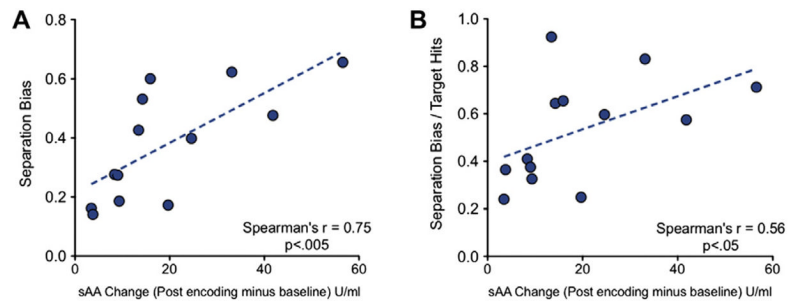 A
Separation Bias
0.8
0.6
0.4
0.2
0.0
0
20
40
60
Spearman's r = 0.75
p<.005
sAA Change (Post encoding minus baseline) U/ml
B
Separation Bias / Target Hits
1.0
0.8
0.6
0.4
0.2
0.0
0
20
40
60
Spearman's r = 0.56
p<.05
sAA Change (Post encoding minus baseline) U/ml